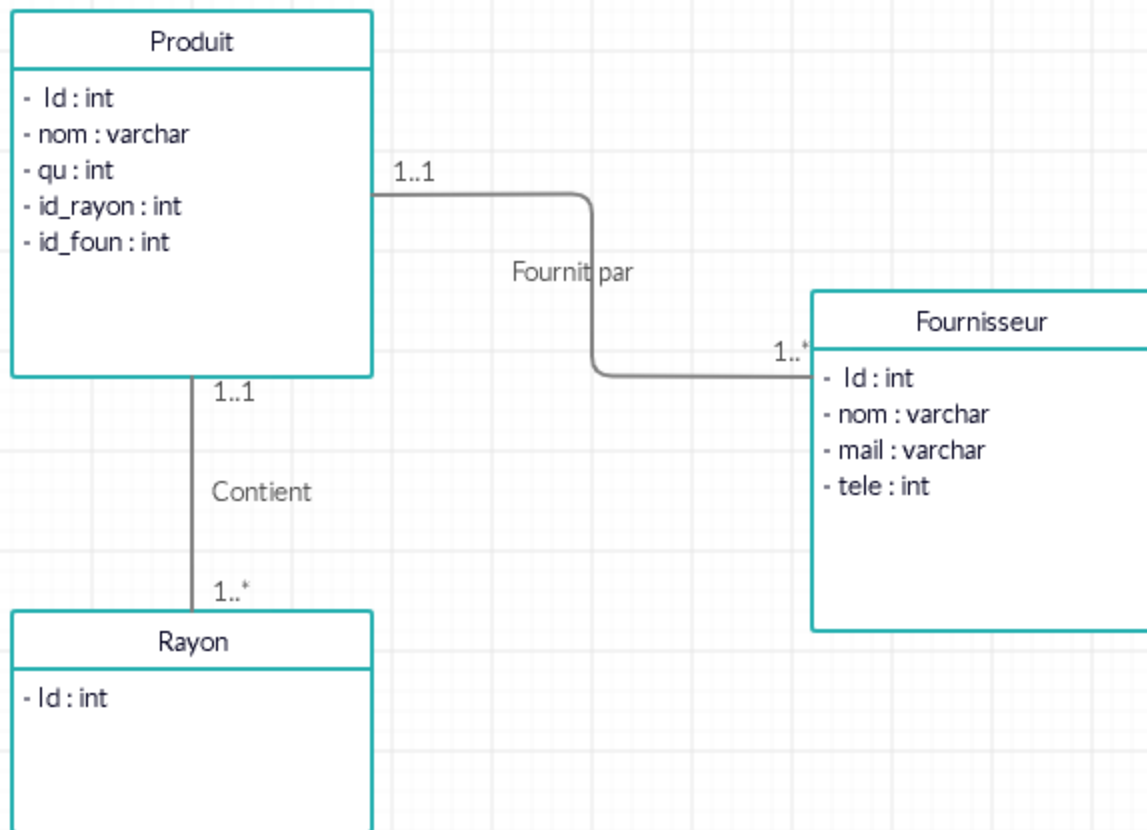 Produit
- Id : int
- nom : varchar
- qu : int
- id_rayon : int
- id_foun : int
1..1
Fournit par
1..*
Fournisseur
- Id : int
- nom : varchar
- mail : varchar
- tele : int
1..1
Contient
1..*
Rayon
- Id : int